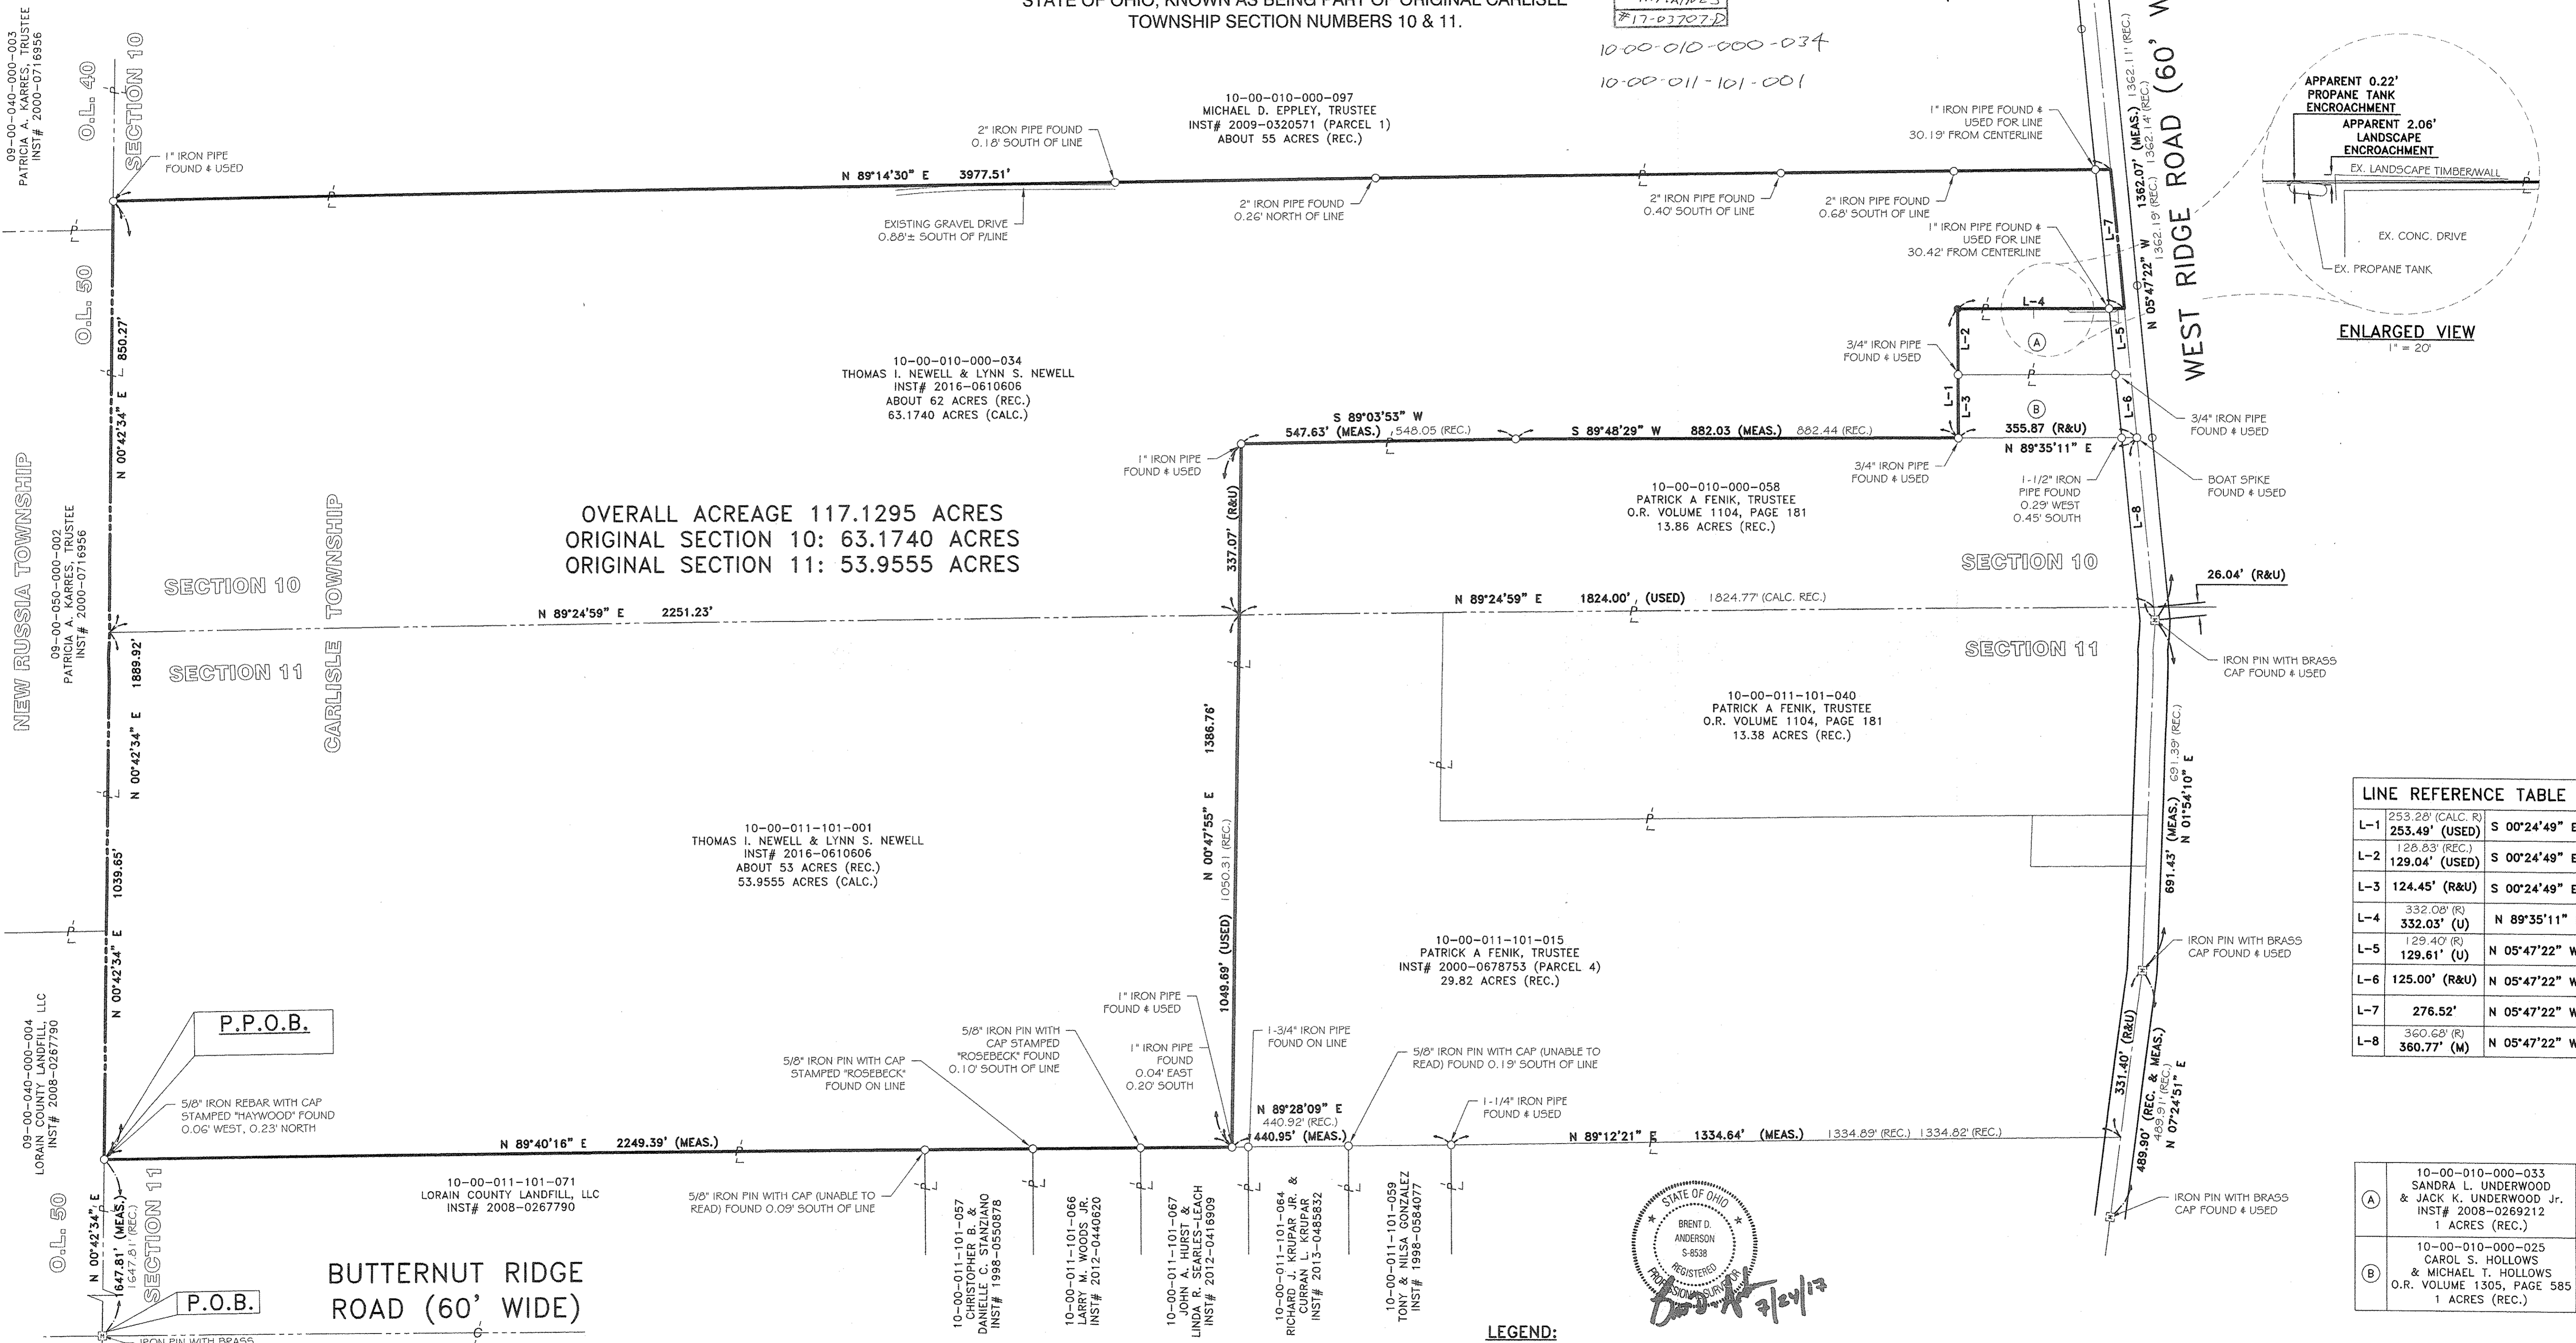 STATE OF OHIO, KNOWN AS BEING PART OF ORIGINAL CARLISLE
TOWNSHIP SECTION NUMBERS 10 & 11.
#17-03707-D
10-00-010-000-034
10-00-011-101-001
09-00-040-000-003
PATRICIA A. KARRES, TRUSTEE
INST# 2000-0716956
O.L. 40
SECTION 10
1" IRON PIPE
FOUND & USED
O.L. 50
2" IRON PIPE FOUND
0.18' SOUTH OF LINE
10-00-010-000-097
MICHAEL D. EPPLEY, TRUSTEE
INST# 2009-0320571 (PARCEL 1)
ABOUT 55 ACRES (REC.)
N 89°14'30" E 3977.51'
EXISTING GRAVEL DRIVE
0.88'± SOUTH OF P/LINE
2" IRON PIPE FOUND
0.26' NORTH OF LINE
2" IRON PIPE FOUND
0.40' SOUTH OF LINE
2" IRON PIPE FOUND
0.68' SOUTH OF LINE
1" IRON PIPE FOUND &
USED FOR LINE
30.19' FROM CENTERLINE
1" IRON PIPE FOUND &
USED FOR LINE
30.42' FROM CENTERLINE
L-7
1362.11' (REC.)
1362.07' (MEAS.) 1362.14' (REC.)
N 05°47'22" W 1362.19' (REC.)
WEST RIDGE ROAD (60' W
APPARENT 0.22'
PROPANE TANK
ENCROACHMENT
APPARENT 2.06'
LANDSCAPE
ENCROACHMENT
EX. LANDSCAPE TIMBER/WALL
EX. CONC. DRIVE
EX. PROPANE TANK
ENLARGED VIEW
1" = 20'
L-4
L-2
L-5
A
3/4" IRON PIPE
FOUND & USED
L-1
L-3
B
L-6
3/4" IRON PIPE
FOUND & USED
N 00°42'34" E 850.27'
10-00-010-000-034
THOMAS I. NEWELL & LYNN S. NEWELL
INST# 2016-0610606
ABOUT 62 ACRES (REC.)
63.1740 ACRES (CALC.)
S 89°03'53" W
547.63' (MEAS.) 548.05 (REC.)
S 89°48'29" W 882.03 (MEAS.) 882.44 (REC.)
355.87 (R&U)
N 89°35'11" E
1" IRON PIPE
FOUND & USED
3/4" IRON PIPE
FOUND & USED
1-1/2" IRON
PIPE FOUND
0.29' WEST
0.45' SOUTH
BOAT SPIKE
FOUND & USED
L-8
NEW RUSSIA TOWNSHIP
09-00-050-000-002
PATRICIA A. KARRES, TRUSTEE
INST# 2000-0716956
CARLISLE TOWNSHIP
OVERALL ACREAGE 117.1295 ACRES
ORIGINAL SECTION 10: 63.1740 ACRES
ORIGINAL SECTION 11: 53.9555 ACRES
337.07' (R&U)
10-00-010-000-058
PATRICK A FENIK, TRUSTEE
O.R. VOLUME 1104, PAGE 181
13.86 ACRES (REC.)
SECTION 10
SECTION 10
26.04' (R&U)
N 89°24'59" E 2251.23'
N 89°24'59" E 1824.00' (USED) 1824.77' (CALC. REC.)
SECTION 11
SECTION 11
IRON PIN WITH BRASS
CAP FOUND & USED
N 00°42'34" E 1889.92'
N 00°42'34" E 1039.65'
N 00°47'55" E 1386.76'
1049.69' (USED) 1050.31 (REC.)
10-00-011-101-040
PATRICK A FENIK, TRUSTEE
O.R. VOLUME 1104, PAGE 181
13.38 ACRES (REC.)
691.43' (MEAS.) 691.39' (REC.)
N 01°54'10" E
10-00-011-101-001
THOMAS I. NEWELL & LYNN S. NEWELL
INST# 2016-0610606
ABOUT 53 ACRES (REC.)
53.9555 ACRES (CALC.)
10-00-011-101-015
PATRICK A FENIK, TRUSTEE
INST# 2000-0678753 (PARCEL 4)
29.82 ACRES (REC.)
IRON PIN WITH BRASS
CAP FOUND & USED
LINE REFERENCE TABLE
L-1 253.28' (CALC. R) 253.49' (USED) S 00°24'49" E
L-2 128.83' (REC.) 129.04' (USED) S 00°24'49" E
L-3 124.45' (R&U) S 00°24'49" E
L-4 332.08' (R) 332.03' (U) N 89°35'11"
L-5 129.40' (R) 129.61' (U) N 05°47'22" W
L-6 125.00' (R&U) N 05°47'22" W
L-7 276.52' N 05°47'22" W
L-8 360.68' (R) 360.77' (M) N 05°47'22" W
09-00-040-000-004
LORAIN COUNTY LANDFILL, LLC
INST# 2008-0267790
P.P.O.B.
5/8" IRON REBAR WITH CAP
STAMPED "HAYWOOD" FOUND
0.06' WEST, 0.23' NORTH
5/8" IRON PIN WITH CAP
STAMPED "ROSEBECK"
FOUND ON LINE
5/8" IRON PIN WITH
CAP STAMPED
"ROSEBECK" FOUND
0.10' SOUTH OF LINE
1" IRON PIPE
FOUND & USED
1" IRON PIPE
FOUND
0.04' EAST
0.20' SOUTH
1-3/4" IRON PIPE
FOUND ON LINE
5/8" IRON PIN WITH CAP (UNABLE TO
READ) FOUND 0.19' SOUTH OF LINE
1-1/4" IRON PIPE
FOUND & USED
N 89°40'16" E 2249.39' (MEAS.)
N 89°28'09" E
440.92' (REC.)
440.95' (MEAS.)
N 89°12'21" E 1334.64' (MEAS.) 1334.89' (REC.) 1334.82' (REC.)
331.40' (R&U)
489.90' (REC. & MEAS.)
489.91' (REC.)
N 07°24'51" E
IRON PIN WITH BRASS
CAP FOUND & USED
O.L. 50
N 00°42'34" E
1647.81' (MEAS.)
1647.81' (REC.)
SECTION 11
10-00-011-101-071
LORAIN COUNTY LANDFILL, LLC
INST# 2008-0267790
5/8" IRON PIN WITH CAP (UNABLE TO
READ) FOUND 0.09' SOUTH OF LINE
BUTTERNUT RIDGE
ROAD (60' WIDE)
P.O.B.
IRON PIN WITH BRASS
10-00-011-101-057
CHRISTOPHER B. &
DANIELLE C. STANZIANO
INST# 1998-0550878
10-00-011-101-066
LARRY M. WOODS JR.
INST# 2012-0440620
10-00-011-101-067
JOHN A. HURST &
LINDA R. SEARLES-LEACH
INST# 2012-0416909
10-00-011-101-064
RICHARD J. KRUPAR JR. &
CURRAN L. KRUPAR
INST# 2013-0485832
10-00-011-101-059
TONY & NILSA GONZALEZ
INST# 1998-0584077
STATE OF OHIO
BRENT D.
ANDERSON
S-8538
REGISTERED
PROFESSIONAL SURVEYOR
7/24/17
LEGEND:
A
10-00-010-000-033
SANDRA L. UNDERWOOD
& JACK K. UNDERWOOD Jr.
INST# 2008-0269212
1 ACRES (REC.)
B
10-00-010-000-025
CAROL S. HOLLOWS
& MICHAEL T. HOLLOWS
O.R. VOLUME 1305, PAGE 585
1 ACRES (REC.)